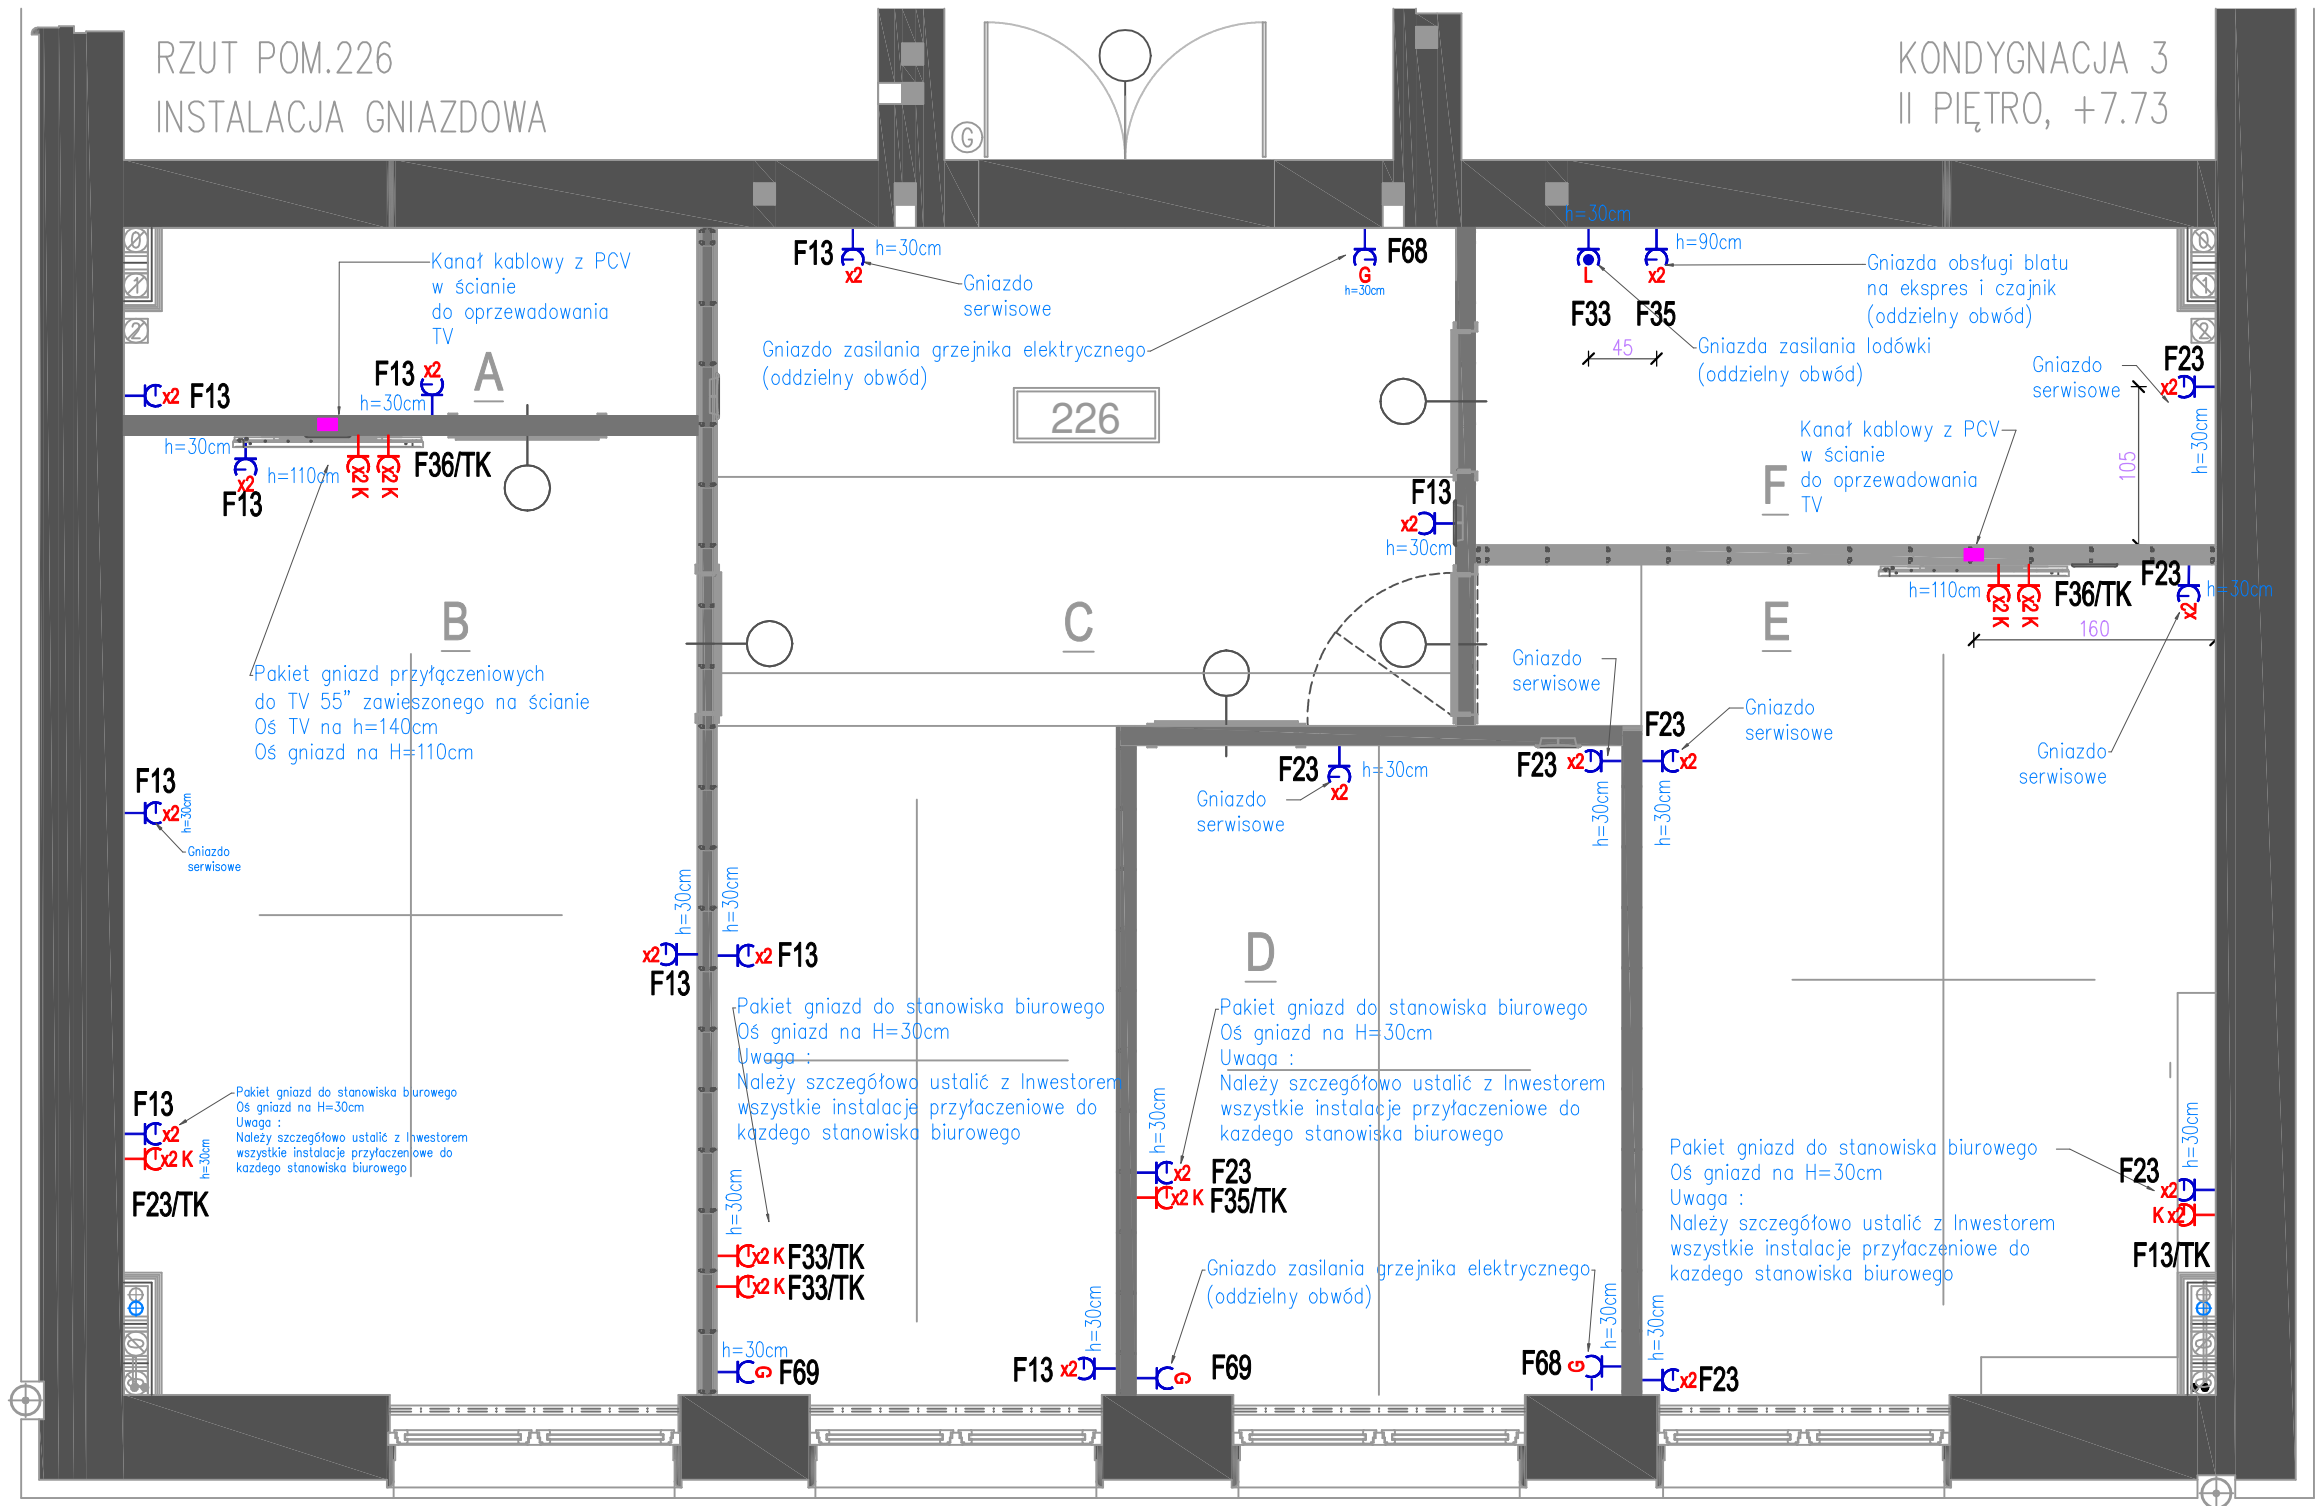 RZUT POM.226
INSTALACJA GNIAZDOWA
KONDYGNACJA 3
II PIĘTRO, +7.73
G
0
1
2
Kanał kablowy z PCV
w ścianie
do oprzewadowania
TV
x2
F13
x2
F13
h=30cm
A
h=30cm
x2
F13
h=110cm
x2 K
x2 K
F36/TK
B
Pakiet gniazd przyłączeniowych
do TV 55" zawieszonego na ścianie
Oś TV na h=140cm
Oś gniazd na H=110cm
F13
x2
h=30cm
Gniazdo
serwisowe
h=30cm
x2
F13
F13
x2
x2 K
h=30cm
F23/TK
Pakiet gniazd do stanowiska biurowego
Oś gniazd na H=30cm
Uwaga :
Należy szczegółowo ustalić z Inwestorem
wszystkie instalacje przyłaczeniowe do
kazdego stanowiska biurowego
F13
x2
h=30cm
Gniazdo
serwisowe
F68
G
h=30cm
Gniazdo zasilania grzejnika elektrycznego
(oddzielny obwód)
226
F13
x2
h=30cm
C
h=30cm
x2
F13
Pakiet gniazd do stanowiska biurowego
Oś gniazd na H=30cm
Uwaga :
Należy szczegółowo ustalić z Inwestorem
wszystkie instalacje przyłaczeniowe do
kazdego stanowiska biurowego
h=30cm
x2 K
F33/TK
x2 K
F33/TK
h=30cm
G
F69
F13
x2
h=30cm
F23
x2
h=30cm
Gniazdo
serwisowe
Gniazdo
serwisowe
F23
x2
h=30cm
D
Pakiet gniazd do stanowiska biurowego
Oś gniazd na H=30cm
Uwaga :
Należy szczegółowo ustalić z Inwestorem
wszystkie instalacje przyłaczeniowe do
kazdego stanowiska biurowego
h=30cm
x2
F23
x2 K
F35/TK
Gniazdo zasilania grzejnika elektrycznego
(oddzielny obwód)
G
F69
F68
G
h=30cm
h=30cm
L
F33
x2
F35
h=90cm
45
Gniazda obsługi blatu
na ekspres i czajnik
(oddzielny obwód)
Gniazda zasilania lodówki
(oddzielny obwód)
0
1
2
Gniazdo
serwisowe
F23
x2
h=30cm
105
Kanał kablowy z PCV
w ścianie
do oprzewadowania
TV
F
h=110cm
x2 K
x2 K
F36/TK
F23
x2
h=30cm
160
E
F23
x2
h=30cm
Gniazdo
serwisowe
Gniazdo
serwisowe
Pakiet gniazd do stanowiska biurowego
Oś gniazd na H=30cm
Uwaga :
Należy szczegółowo ustalić z Inwestorem
wszystkie instalacje przyłaczeniowe do
kazdego stanowiska biurowego
h=30cm
F23
x2
K x2
F13/TK
h=30cm
x2
F23